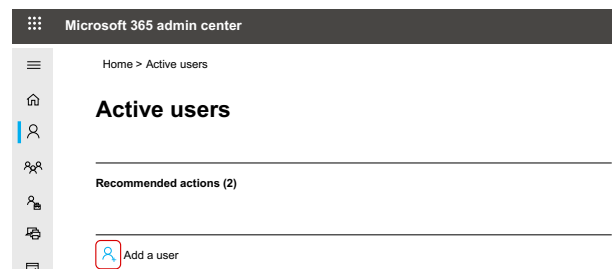 Microsoft 365 admin center
Home > Active users
Active users
Recommended actions (2)
Add a user